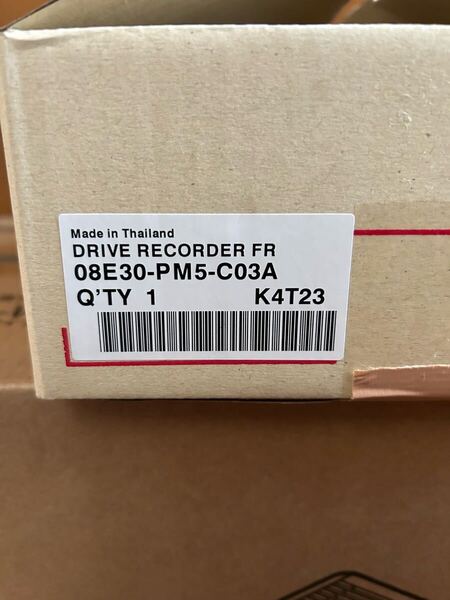 Made in Thailand
DRIVE RECORDER FR
08E30-PM5-C03A
Q'TY 1 K4T23